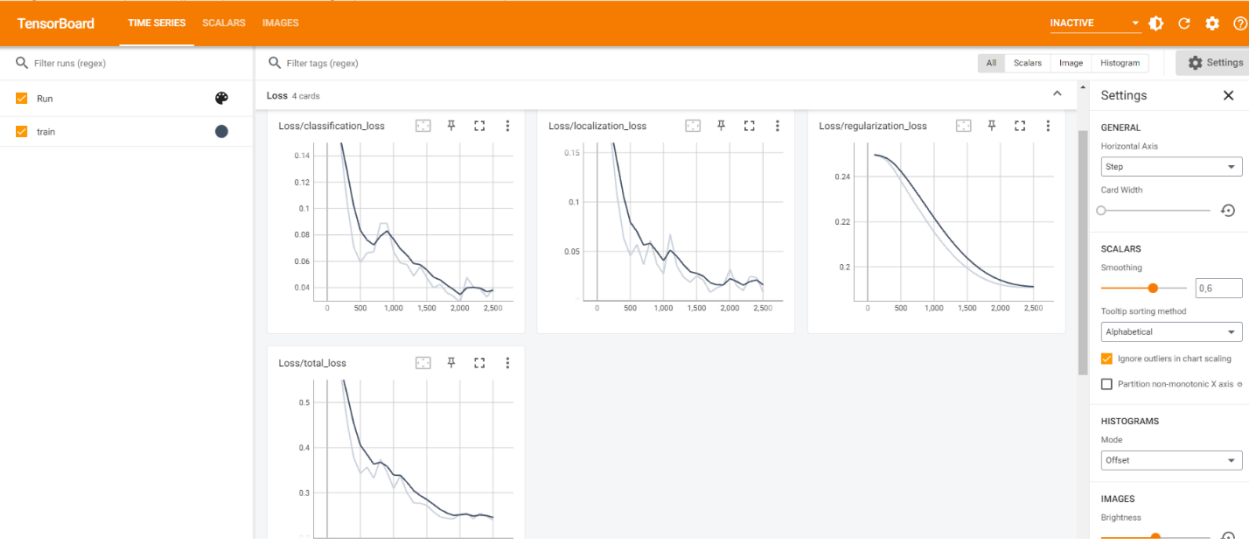 TensorBoard TIME SERIES SCALARS IMAGES INACTIVE
Filter runs (regex)
Run
train
Filter tags (regex)
All Scalars Image Histogram
Settings
Loss 4 cards
Loss/classification_loss
0.14
0.12
0.1
0.08
0.06
0.04
0 500 1,000 1,500 2,000 2,500
Loss/localization_loss
0.15
0.1
0.05
0 500 1,000 1,500 2,000 2,500
Loss/regularization_loss
0.24
0.22
0.2
0 500 1,000 1,500 2,000 2,500
Loss/total_loss
0.5
0.4
0.3
Settings
GENERAL
Horizontal Axis
Step
Card Width
SCALARS
Smoothing
0,6
Tooltip sorting method
Alphabetical
Ignore outliers in chart scaling
Partition non-monotonic X axis
HISTOGRAMS
Mode
Offset
IMAGES
Brightness